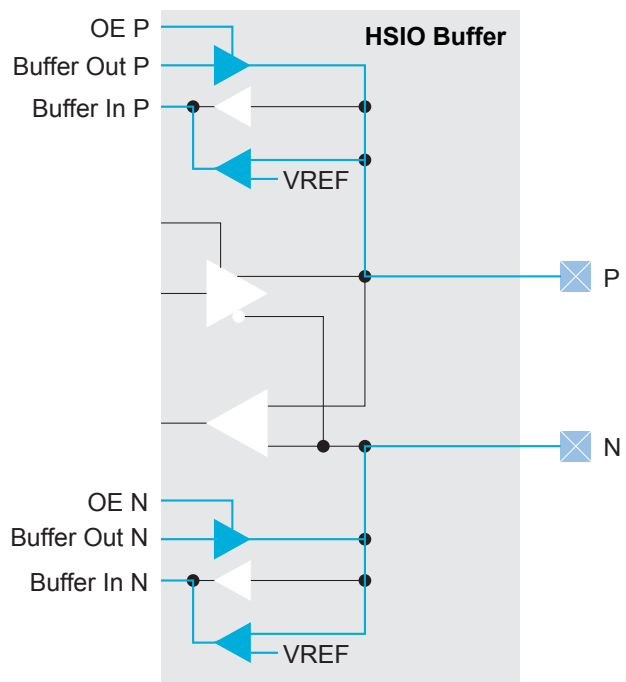 OE P
HSIO Buffer
Buffer Out P
Buffer In P
VREF
P
N
OE N
Buffer Out N
Buffer In N
VREF